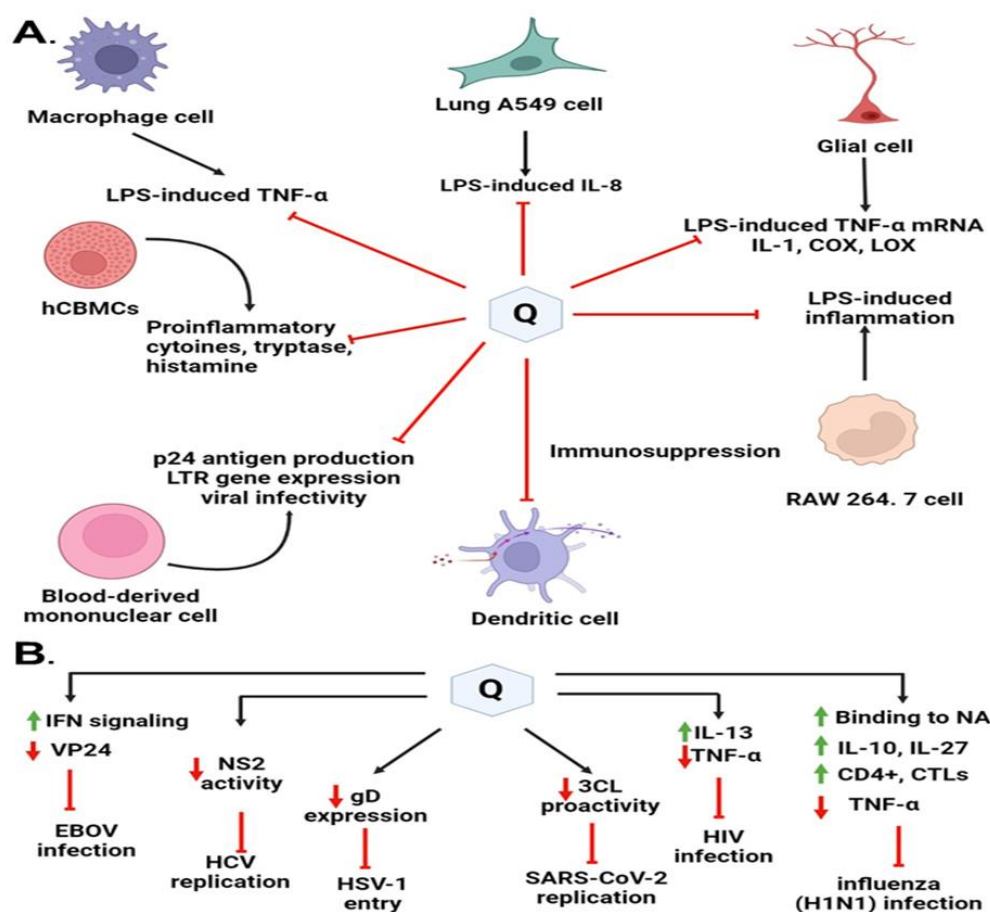 A.
Macrophage cell
Lung A549 cell
Glial cell
LPS-induced TNF-α
LPS-induced IL-8
LPS-induced TNF-α mRNA
IL-1, COX, LOX
hCBMCs
Proinflammatory
cytoines, tryptase,
histamine
Q
LPS-induced
inflammation
p24 antigen production
LTR gene expression
viral infectivity
Immunosuppression
RAW 264. 7 cell
Blood-derived
mononuclear cell
Dendritic cell
B.
Q
IFN signaling
VP24
EBOV
infection
NS2
activity
HCV
replication
gD
expression
HSV-1
entry
3CL
proactivity
SARS-CoV-2
replication
IL-13
TNF-α
HIV
infection
Binding to NA
IL-10, IL-27
CD4+, CTLs
TNF-α
influenza
(H1N1) infection